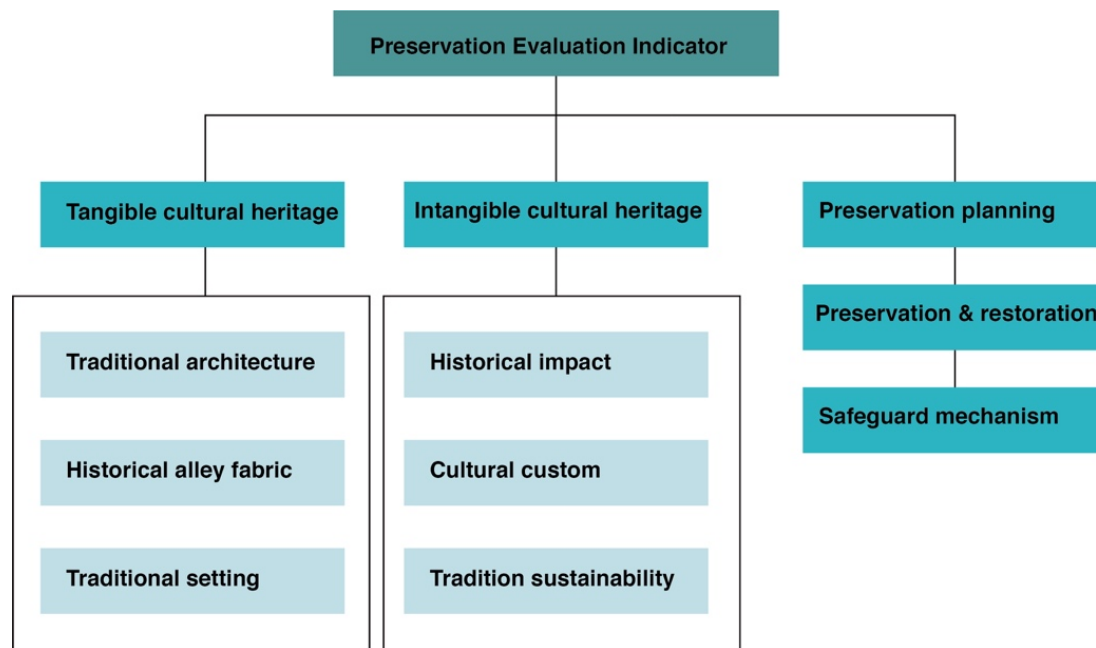 Preservation Evaluation Indicator
Tangible cultural heritage
Intangible cultural heritage
Preservation planning
Preservation & restoration
Safeguard mechanism
Traditional architecture
Historical alley fabric
Traditional setting
Historical impact
Cultural custom
Tradition sustainability